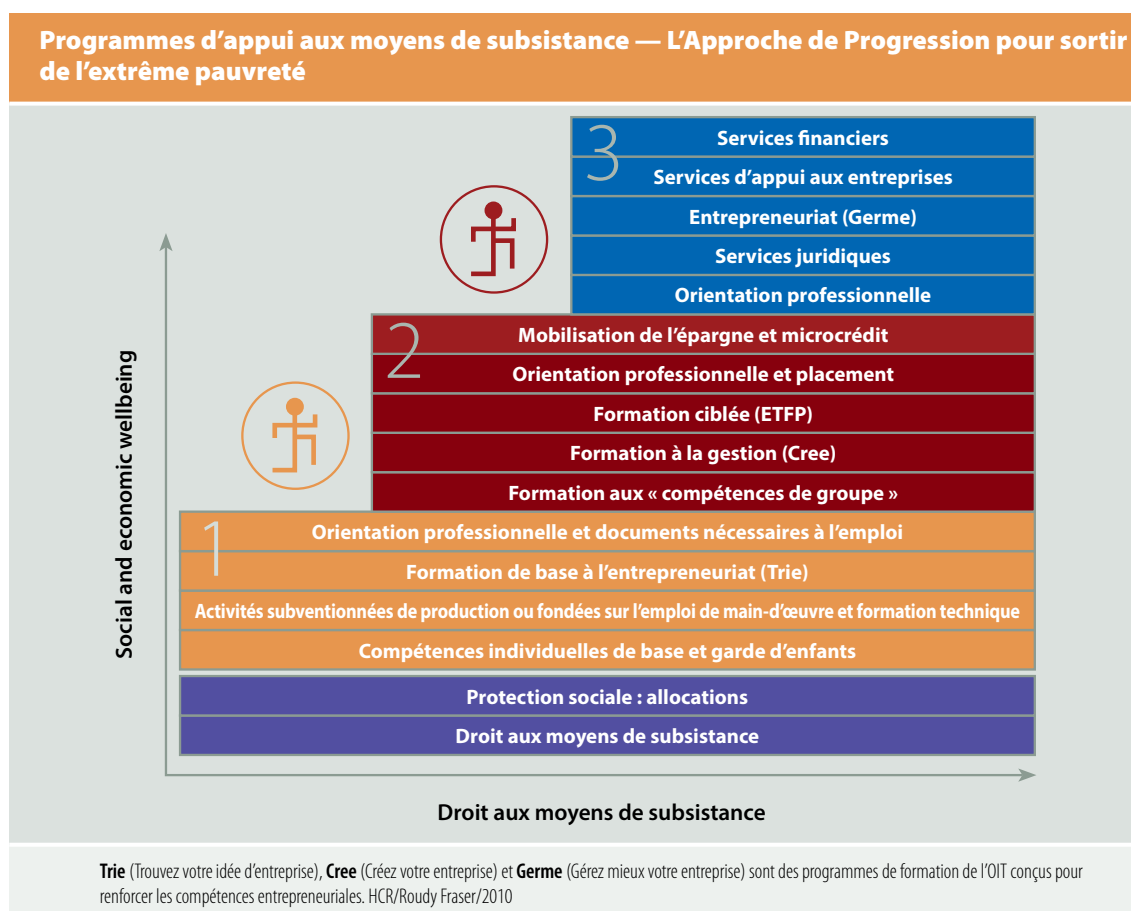 Programmes d’appui aux moyens de subsistance — L’Approche de Progression pour sortir
de l’extrême pauvreté
3
Services financiers
Services d’appui aux entreprises
Entrepreneuriat (Germe)
Services juridiques
Orientation professionnelle
2
Mobilisation de l’épargne et microcrédit
Orientation professionnelle et placement
Formation ciblée (ETFP)
Formation à la gestion (Cree)
Formation aux « compétences de groupe »
1
Orientation professionnelle et documents nécessaires à l’emploi
Formation de base à l’entrepreneuriat (Trie)
Activités subventionnées de production ou fondées sur l’emploi de main-d’œuvre et formation technique
Compétences individuelles de base et garde d’enfants
Protection sociale : allocations
Droit aux moyens de subsistance
Social and economic wellbeing
Droit aux moyens de subsistance
Trie (Trouvez votre idée d’entreprise), Cree (Créez votre entreprise) et Germe (Gérez mieux votre entreprise) sont des programmes de formation de l’OIT conçus pour
renforcer les compétences entrepreneuriales. HCR/Roudy Fraser/2010